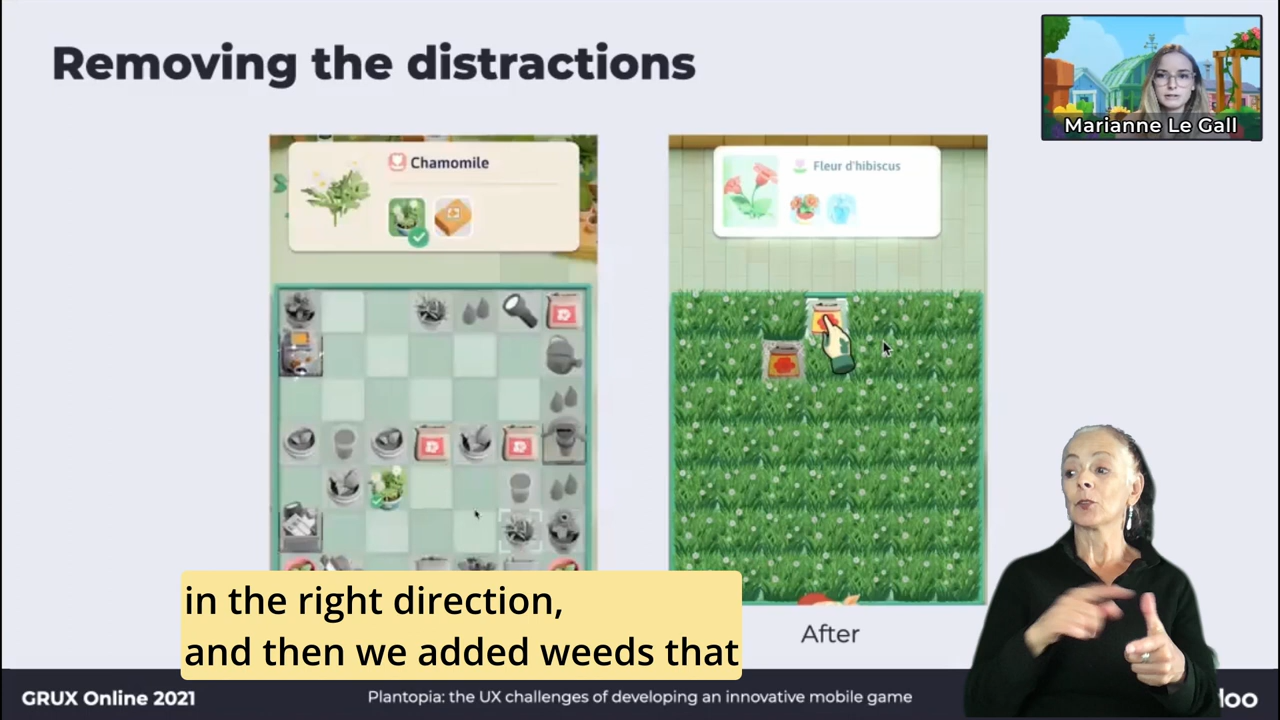 Removing the distractions
Marianne Le Gall
Chamomile
Fleur d'hibiscus
in the right direction,
and then we added weeds that
After
GRUX Online 2021
Plantopia: the UX challenges of developing an innovative mobile game